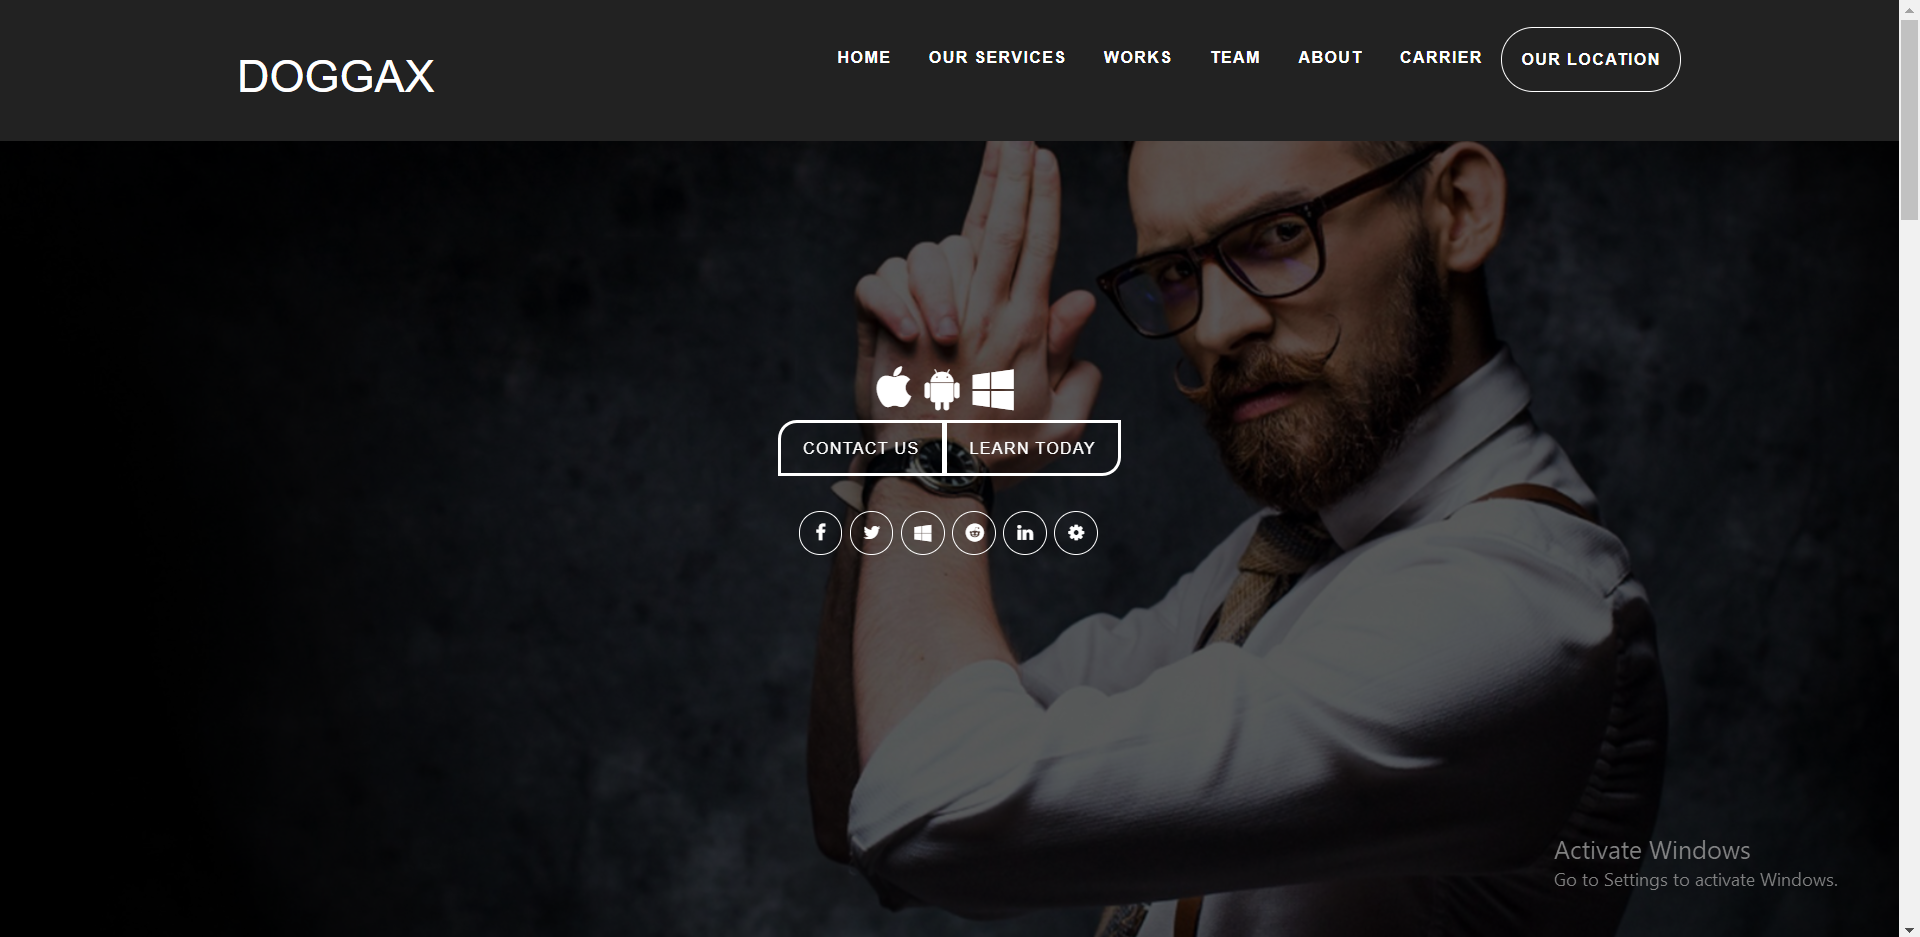 DOGGAX
HOME OUR SERVICES WORKS TEAM ABOUT CARRIER OUR LOCATION
CONTACT US LEARN TODAY
Activate Windows
Go to Settings to activate Windows.